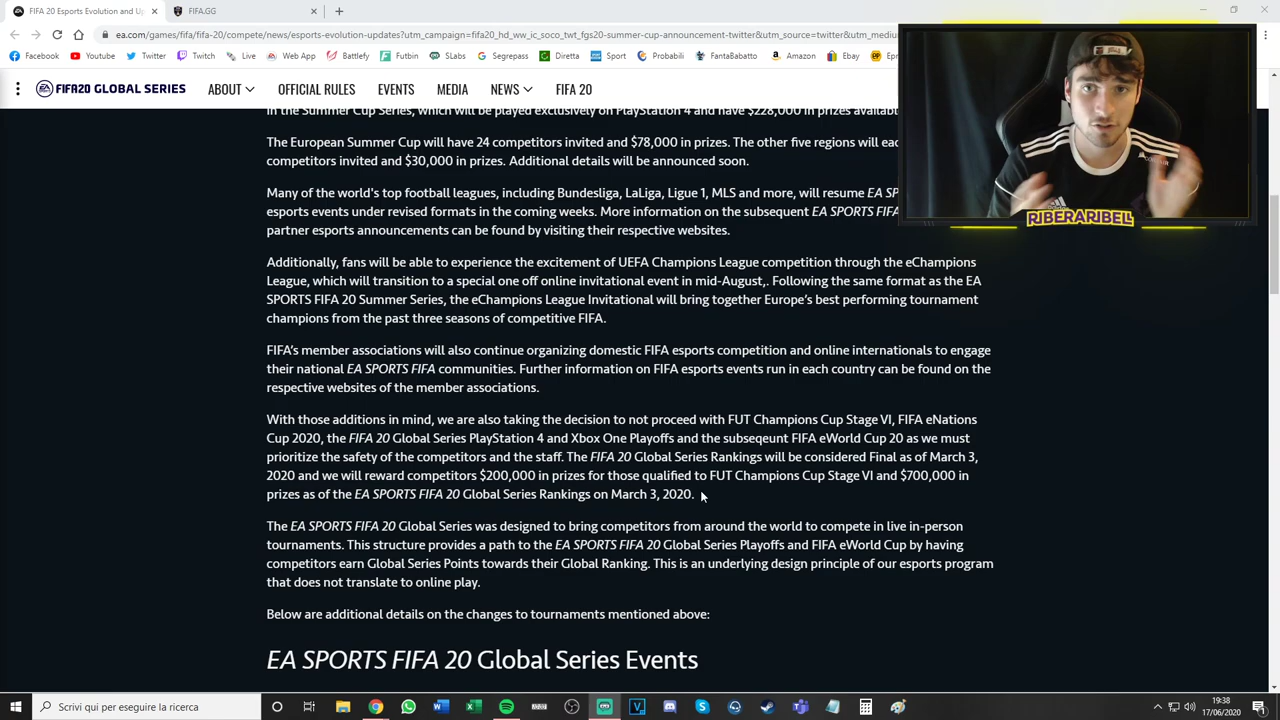 FIFA 20 Esports Evolution and Up
FIFA.GG
ea.com/games/fifa/fifa-20/compete/news/esports-evolution-updates?utm_campaign=fifa20_hd_ww_ic_soco_twt_fgs20-summer-cup-announcement-twitter&utm_source=twitter&utm_mediu
Facebook Youtube Twitch Live Web App Battlefy Futbin SLabs Segrepass Diretta Sport Probabili FantaBabatto Amazon Ebay
FIFA20 GLOBAL SERIES ABOUT OFFICIAL RULES EVENTS MEDIA NEWS FIFA 20
in the Summer Cup Series, which will be played exclusively on PlayStation 4 and have $228,000 in prizes availab
The European Summer Cup will have 24 competitors invited and $78,000 in prizes. The other five regions will eac
competitors invited and $30,000 in prizes. Additional details will be announced soon.
Many of the world's top football leagues, including Bundesliga, LaLiga, Ligue 1, MLS and more, will resume EA SP
esports events under revised formats in the coming weeks. More information on the subsequent EA SPORTS FIFA
partner esports announcements can be found by visiting their respective websites.
Additionally, fans will be able to experience the excitement of UEFA Champions League competition through the eChampions
League, which will transition to a special one off online invitational event in mid-August,. Following the same format as the EA
SPORTS FIFA 20 Summer Series, the eChampions League Invitational will bring together Europe's best performing tournament
champions from the past three seasons of competitive FIFA.
FIFA's member associations will also continue organizing domestic FIFA esports competition and online internationals to engage
their national EA SPORTS FIFA communities. Further information on FIFA esports events run in each country can be found on the
respective websites of the member associations.
With those additions in mind, we are also taking the decision to not proceed with FUT Champions Cup Stage VI, FIFA eNations
Cup 2020, the FIFA 20 Global Series PlayStation 4 and Xbox One Playoffs and the subseqeunt FIFA eWorld Cup 20 as we must
prioritize the safety of the competitors and the staff. The FIFA 20 Global Series Rankings will be considered Final as of March 3,
2020 and we will reward competitors $200,000 in prizes for those qualified to FUT Champions Cup Stage VI and $700,000 in
prizes as of the EA SPORTS FIFA 20 Global Series Rankings on March 3, 2020.
The EA SPORTS FIFA 20 Global Series was designed to bring competitors from around the world to compete in live in-person
tournaments. This structure provides a path to the EA SPORTS FIFA 20 Global Series Playoffs and FIFA eWorld Cup by having
competitors earn Global Series Points towards their Global Ranking. This is an underlying design principle of our esports program
that does not translate to online play.
Below are additional details on the changes to tournaments mentioned above:
EA SPORTS FIFA 20 Global Series Events
RIBERARIBEL
Scrivi qui per eseguire la ricerca
19:38
17/06/2020